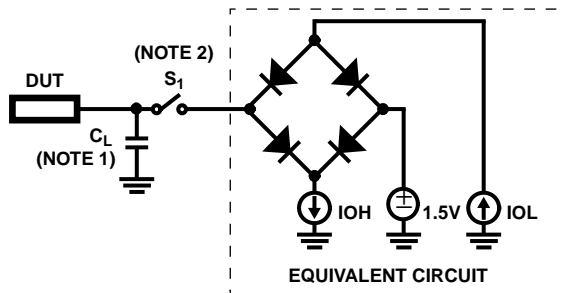 (NOTE 2)
DUT
S1
CL
(NOTE 1)
IOH
± 1.5V
IOL
EQUIVALENT CIRCUIT